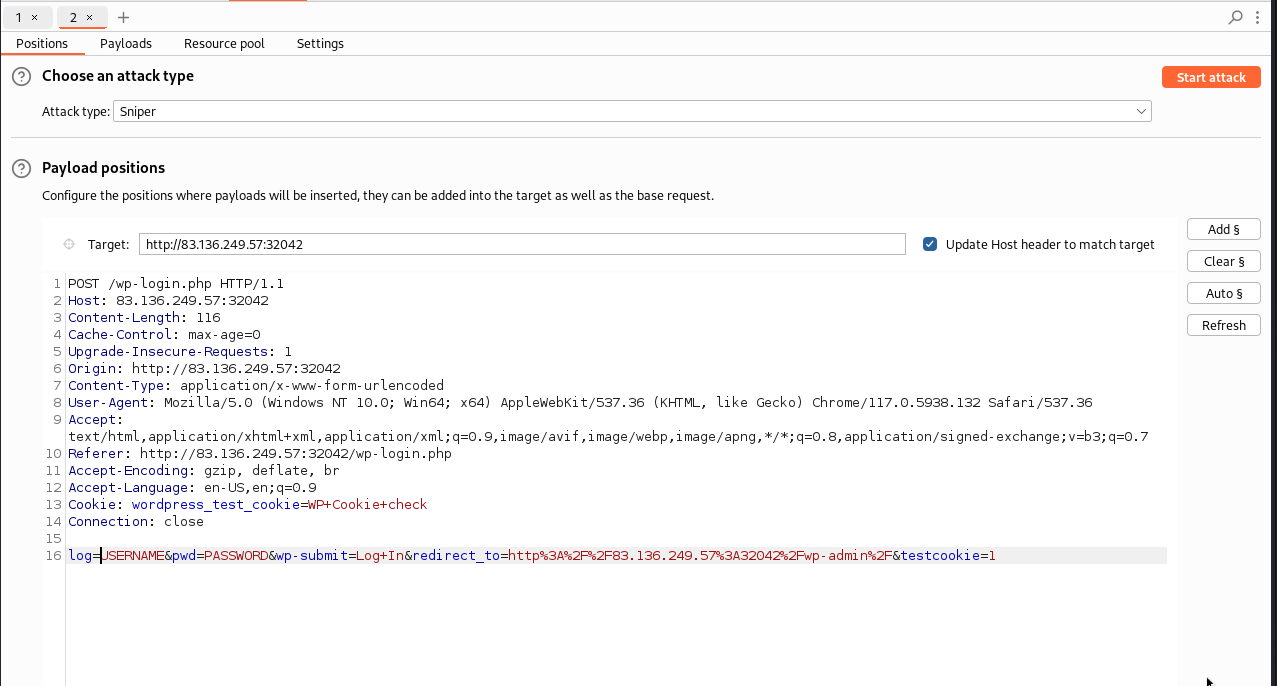 1 × 2 × +
Positions Payloads Resource pool Settings
? Choose an attack type
Start attack
Attack type: Sniper
? Payload positions
Configure the positions where payloads will be inserted, they can be added into the target as well as the base request.
Add §
Target: http://83.136.249.57:32042
Update Host header to match target
Clear §
Auto §
Refresh
1 POST /wp-login.php HTTP/1.1
2 Host: 83.136.249.57:32042
3 Content-Length: 116
4 Cache-Control: max-age=0
5 Upgrade-Insecure-Requests: 1
6 Origin: http://83.136.249.57:32042
7 Content-Type: application/x-www-form-urlencoded
8 User-Agent: Mozilla/5.0 (Windows NT 10.0; Win64; x64) AppleWebKit/537.36 (KHTML, like Gecko) Chrome/117.0.5938.132 Safari/537.36
9 Accept:
text/html,application/xhtml+xml,application/xml;q=0.9,image/avif,image/webp,image/apng,*/*;q=0.8,application/signed-exchange;v=b3;q=0.7
10 Referer: http://83.136.249.57:32042/wp-login.php
11 Accept-Encoding: gzip, deflate, br
12 Accept-Language: en-US,en;q=0.9
13 Cookie: wordpress_test_cookie=WP+Cookie+check
14 Connection: close
15
16 log=USERNAME&pwd=PASSWORD&wp-submit=Log+In&redirect_to=http%3A%2F%2F83.136.249.57%3A32042%2Fwp-admin%2F&testcookie=1